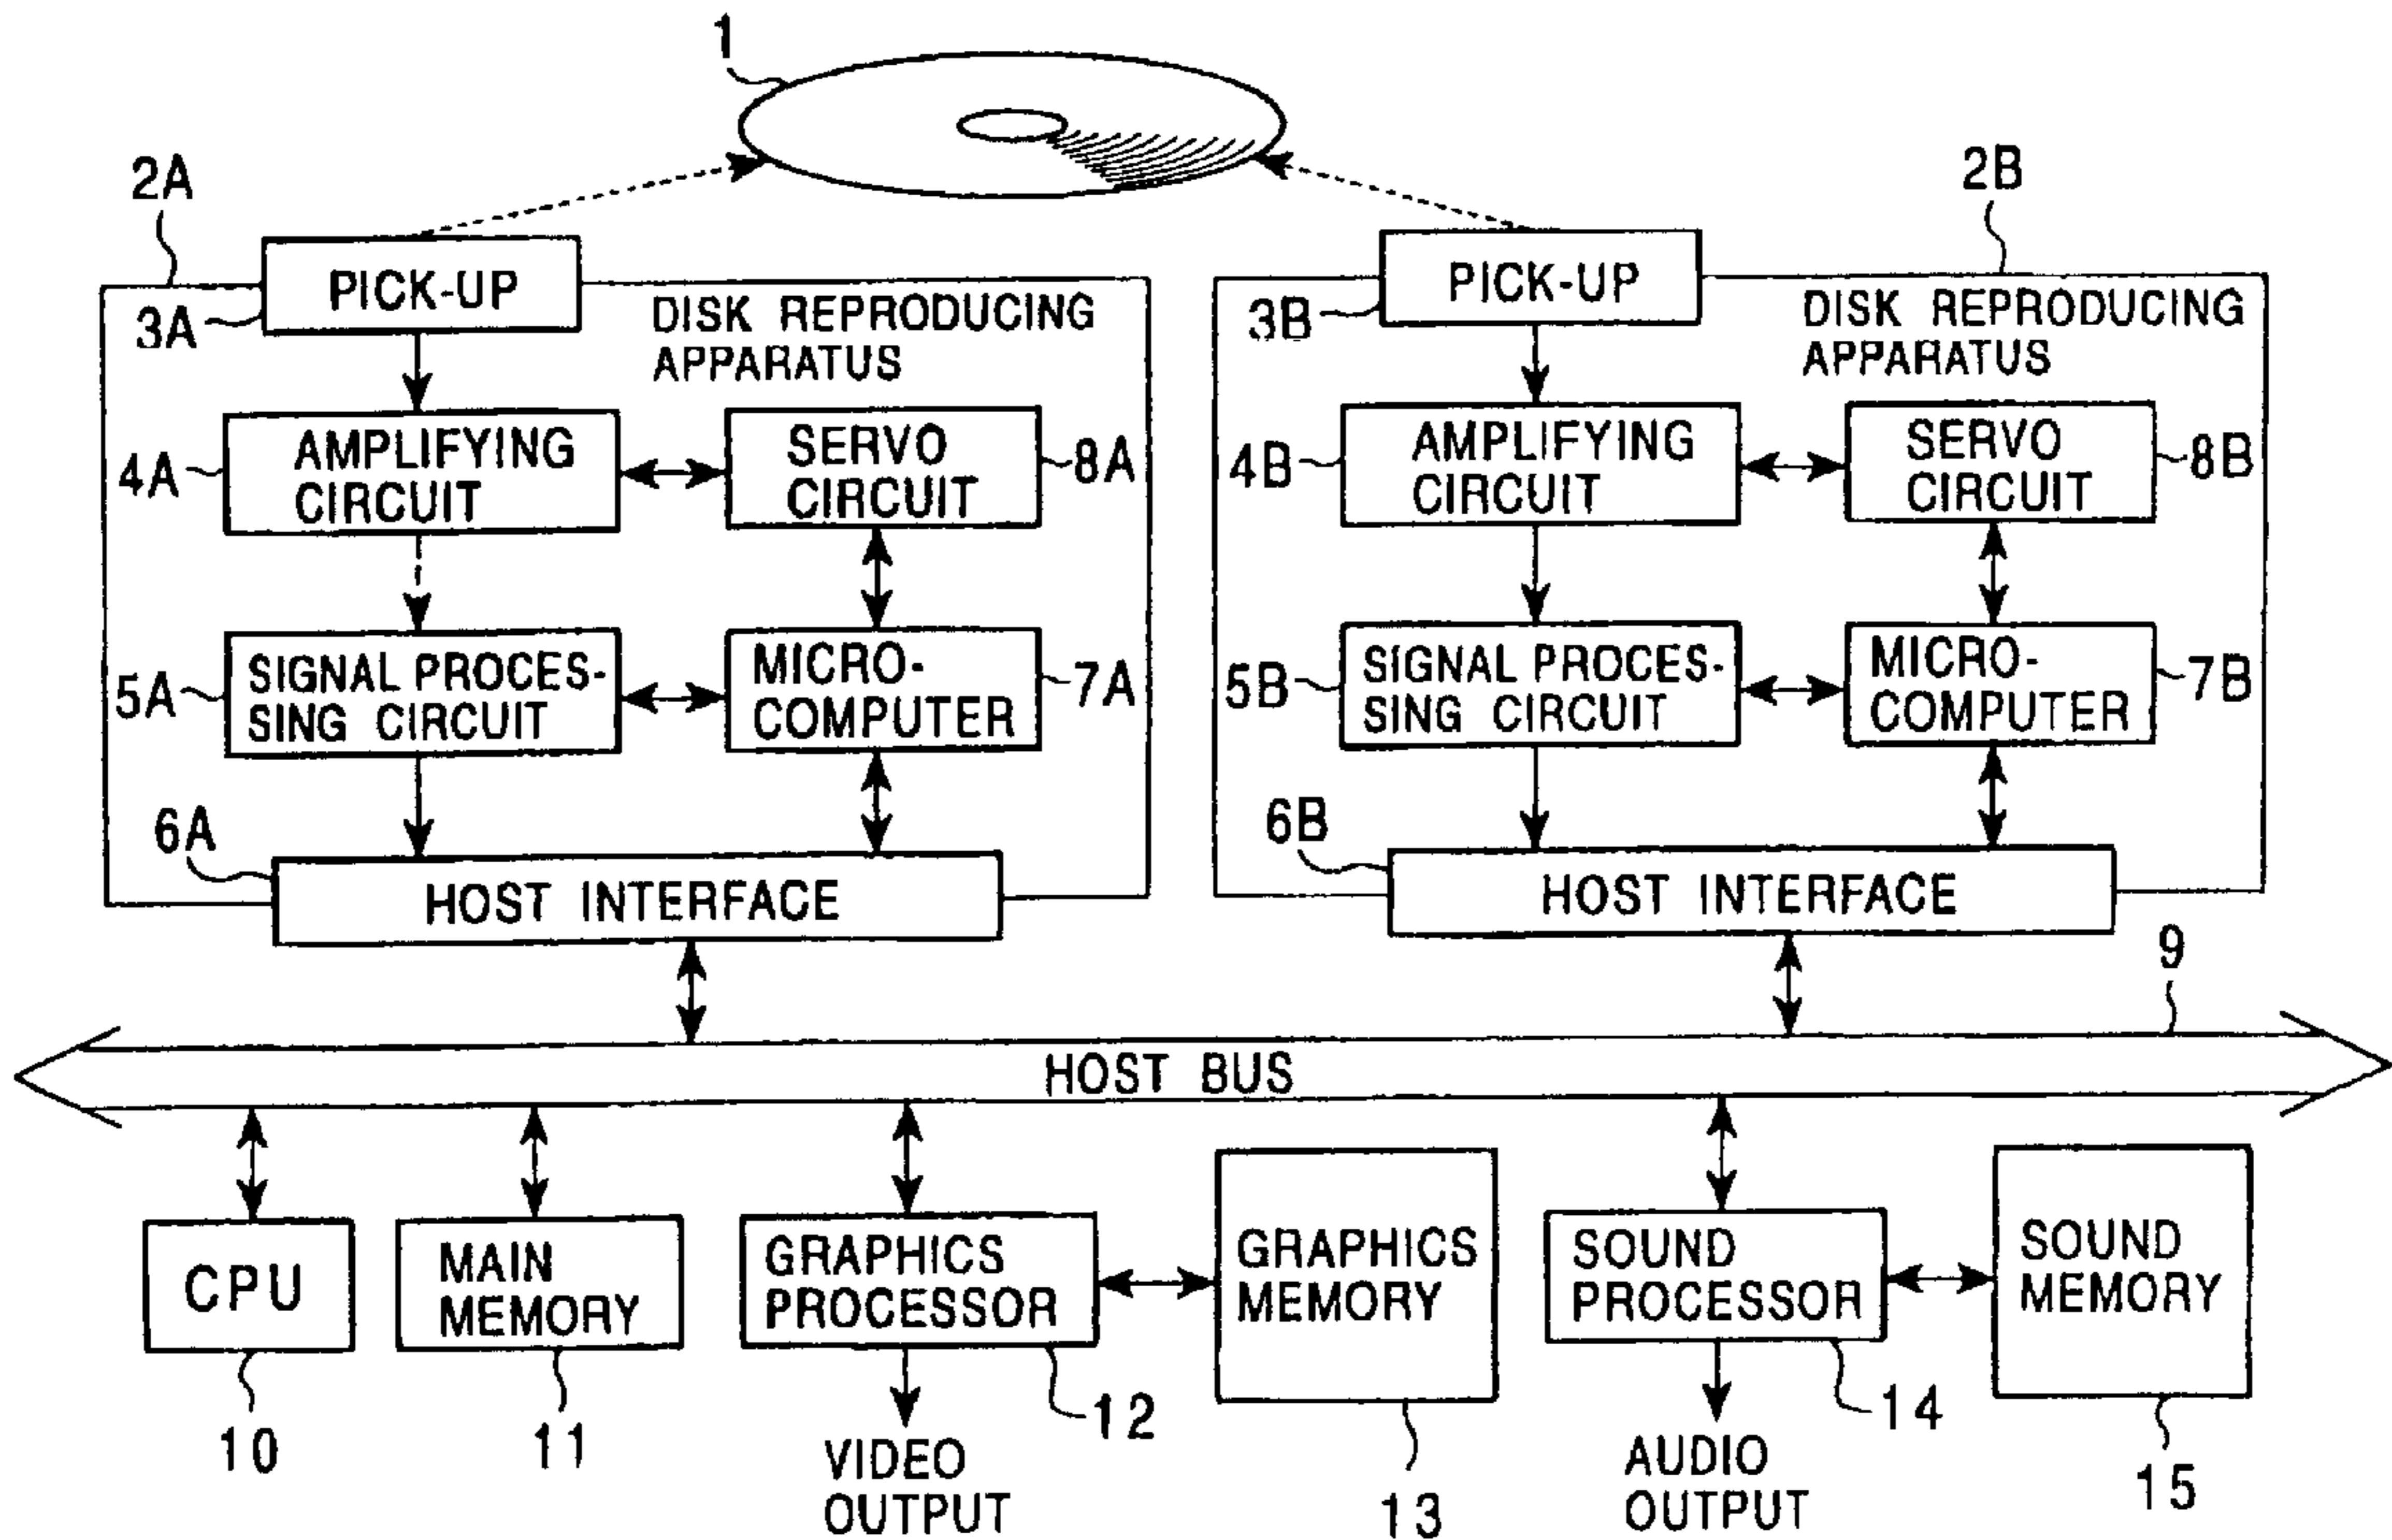 1
2A
2B
PICK-UP
3A
DISK REPRODUCING
APPARATUS
AMPLIFYING
CIRCUIT
4A
SERVO
CIRCUIT
8A
SIGNAL PROCES-
SING CIRCUIT
5A
MICRO-
COMPUTER
7A
6A
HOST INTERFACE
PICK-UP
3B
DISK REPRODUCING
APPARATUS
AMPLIFYING
CIRCUIT
4B
SERVO
CIRCUIT
8B
SIGNAL PROCES-
SING CIRCUIT
5B
MICRO-
COMPUTER
7B
6B
HOST INTERFACE
9
HOST BUS
CPU
10
MAIN
MEMORY
11
GRAPHICS
PROCESSOR
12
VIDEO
OUTPUT
GRAPHICS
MEMORY
13
SOUND
PROCESSOR
14
AUDIO
OUTPUT
SOUND
MEMORY
15